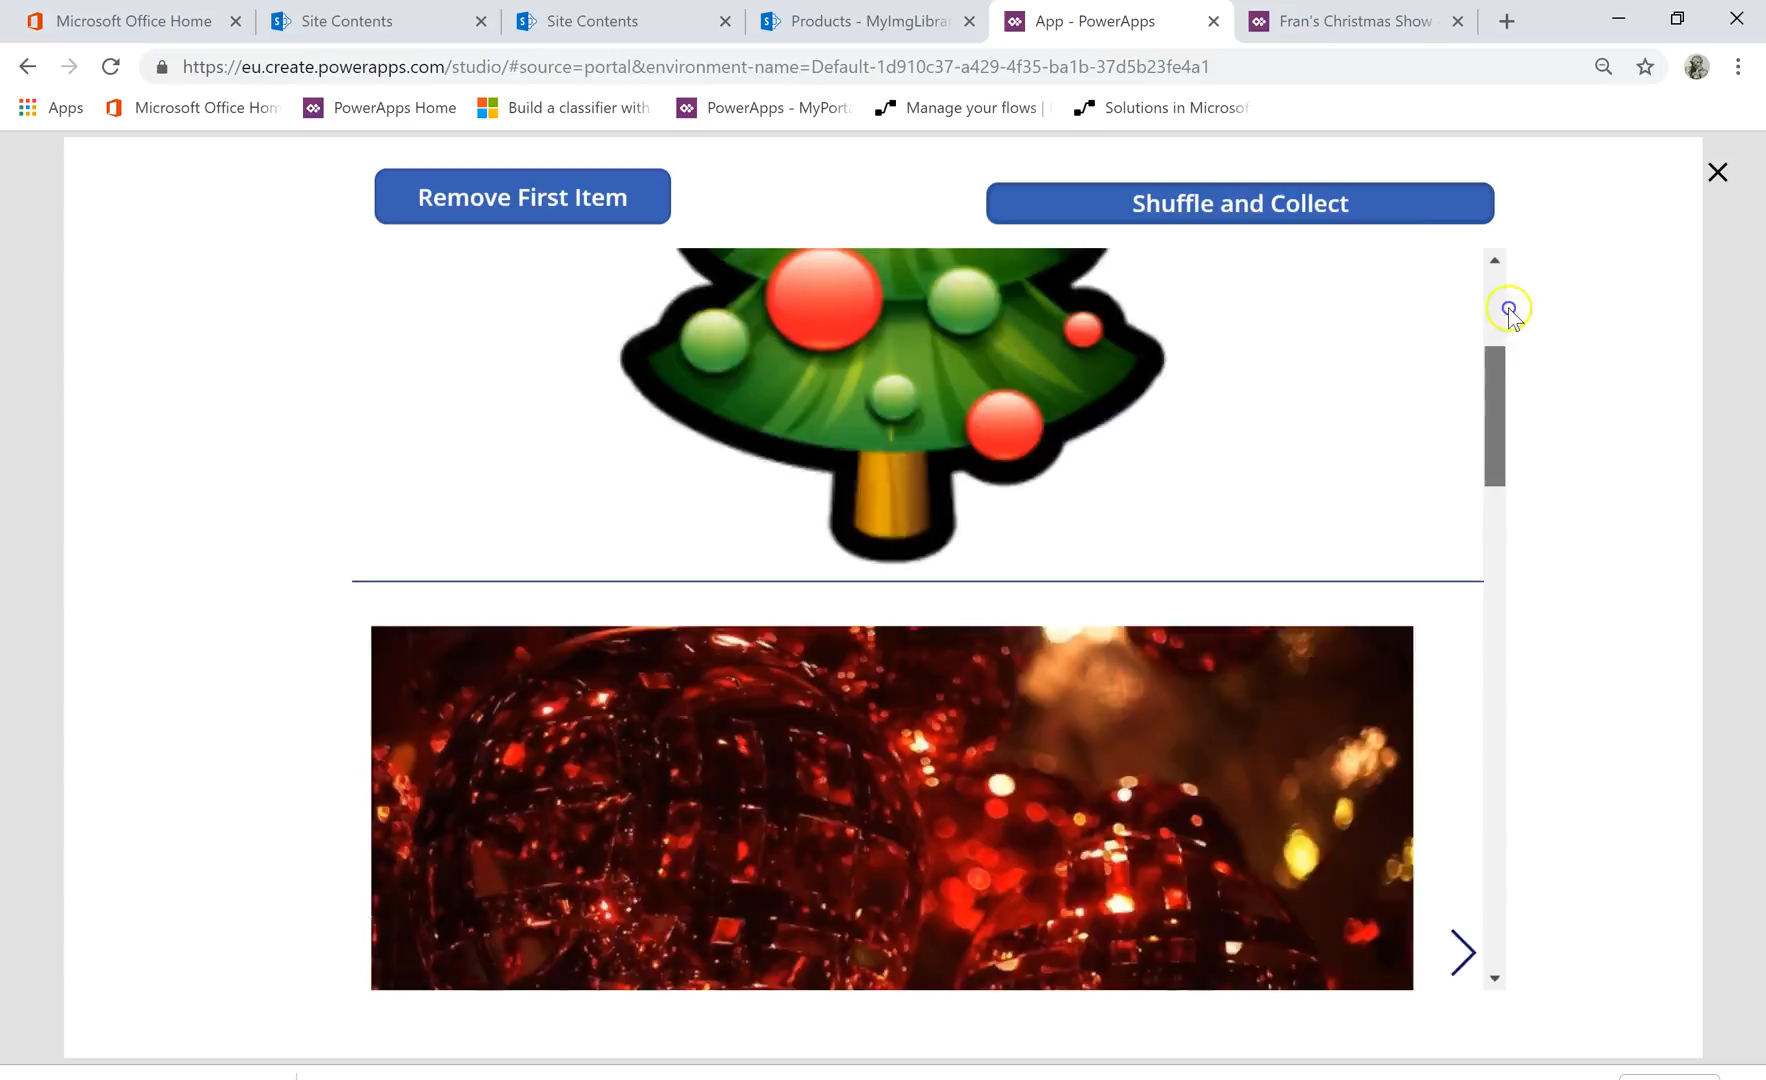 Microsoft Office Home
Site Contents
Site Contents
Products - MyImgLibra
App - PowerApps
Fran's Christmas Show
https://eu.create.powerapps.com/studio/#source=portal&environment-name=Default-1d910c37-a429-4f35-ba1b-37d5b23fe4a1
Apps
Microsoft Office Hom
PowerApps Home
Build a classifier with
PowerApps - MyPorta
Manage your flows |
Solutions in Microsof
Remove First Item
Shuffle and Collect